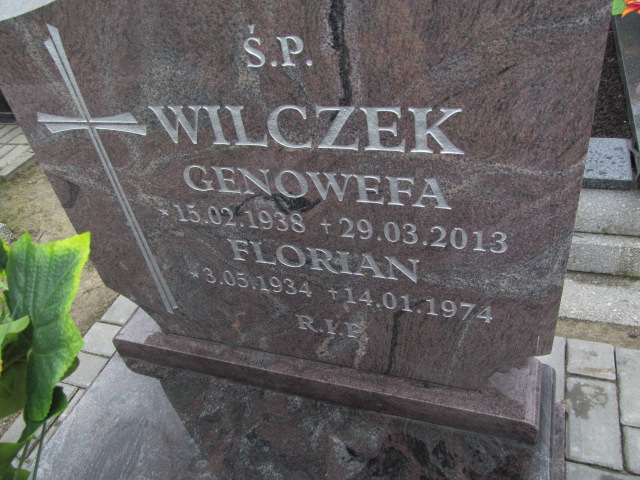 Ś.P.
WILCZEK
GENOWEFA
* 15.02.1938 + 29.03.2013
FLORIAN
* 3.05.1934 + 14.01.1974
R.I.P.